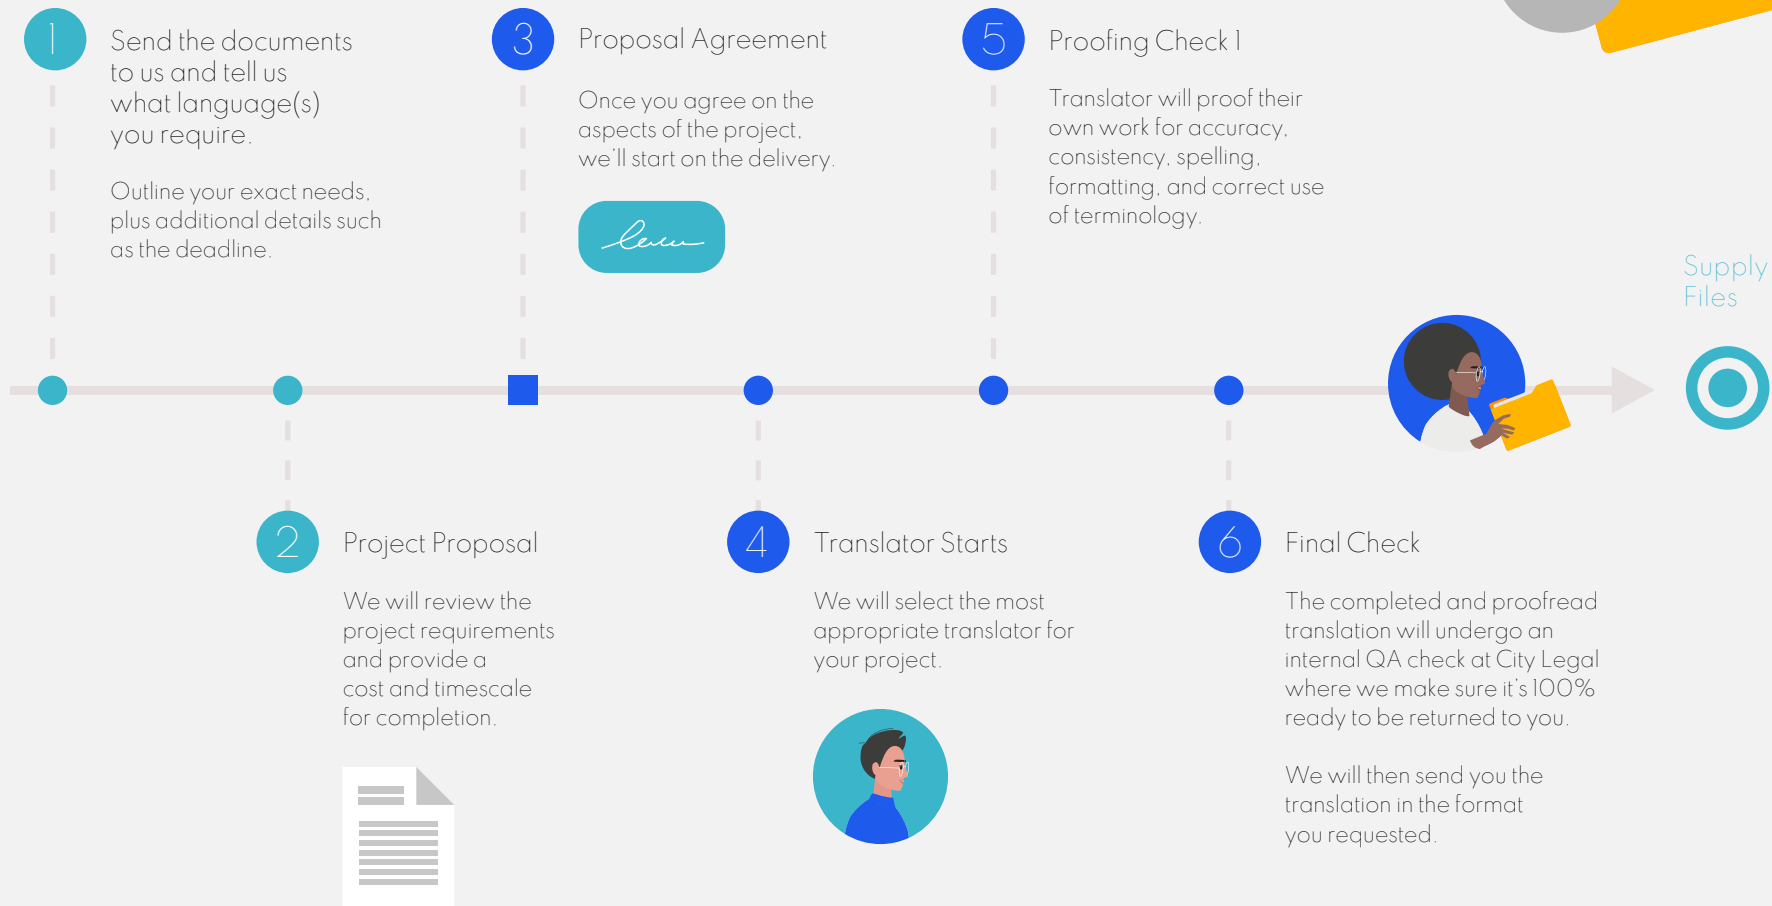 1
Send the documents
to us and tell us
what language(s)
you require.
Outline your exact needs,
plus additional details such
as the deadline.
2
Project Proposal
We will review the
project requirements
and provide a
cost and timescale
for completion.
3
Proposal Agreement
Once you agree on the
aspects of the project,
we'll start on the delivery.
4
Translator Starts
We will select the most
appropriate translator for
your project.
5
Proofing Check 1
Translator will proof their
own work for accuracy,
consistency, spelling,
formatting, and correct use
of terminology.
6
Final Check
The completed and proofread
translation will undergo an
internal QA check at City Legal
where we make sure it's 100%
ready to be returned to you.
We will then send you the
translation in the format
you requested.
Supply
Files